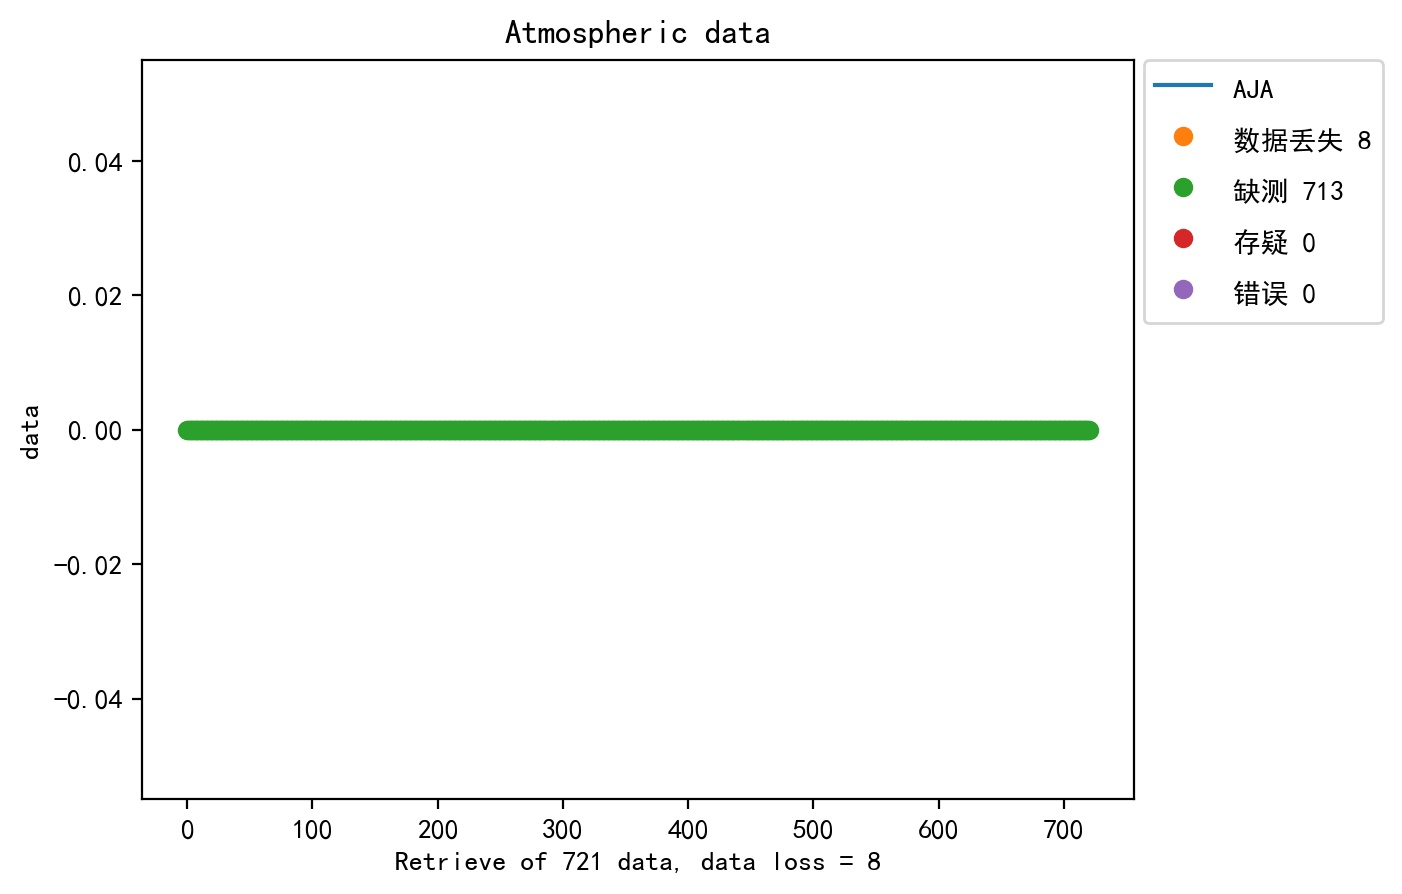 Atmospheric data
AJA
数据丢失 8
缺测 713
存疑 0
错误 0
data
0.04
0.02
0.00
−0.02
−0.04
0 100 200 300 400 500 600 700
Retrieve of 721 data, data loss = 8